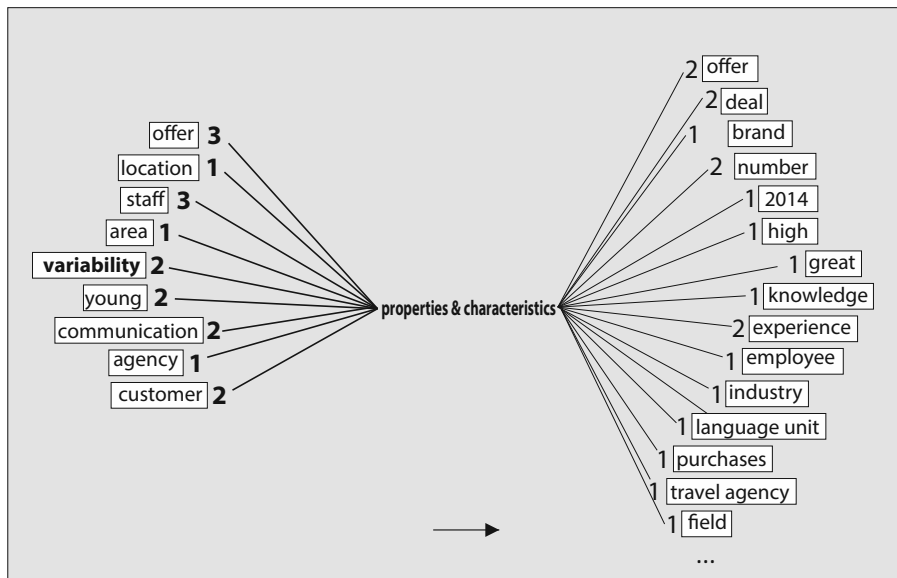 offer 3
location 1
staff 3
area 1
variability 2
young 2
communication 2
agency 1
customer 2
properties & characteristics
2 offer
2 deal
1 brand
2 number
1 2014
1 high
1 great
1 knowledge
2 experience
1 employee
1 industry
1 language unit
1 purchases
1 travel agency
1 field
...